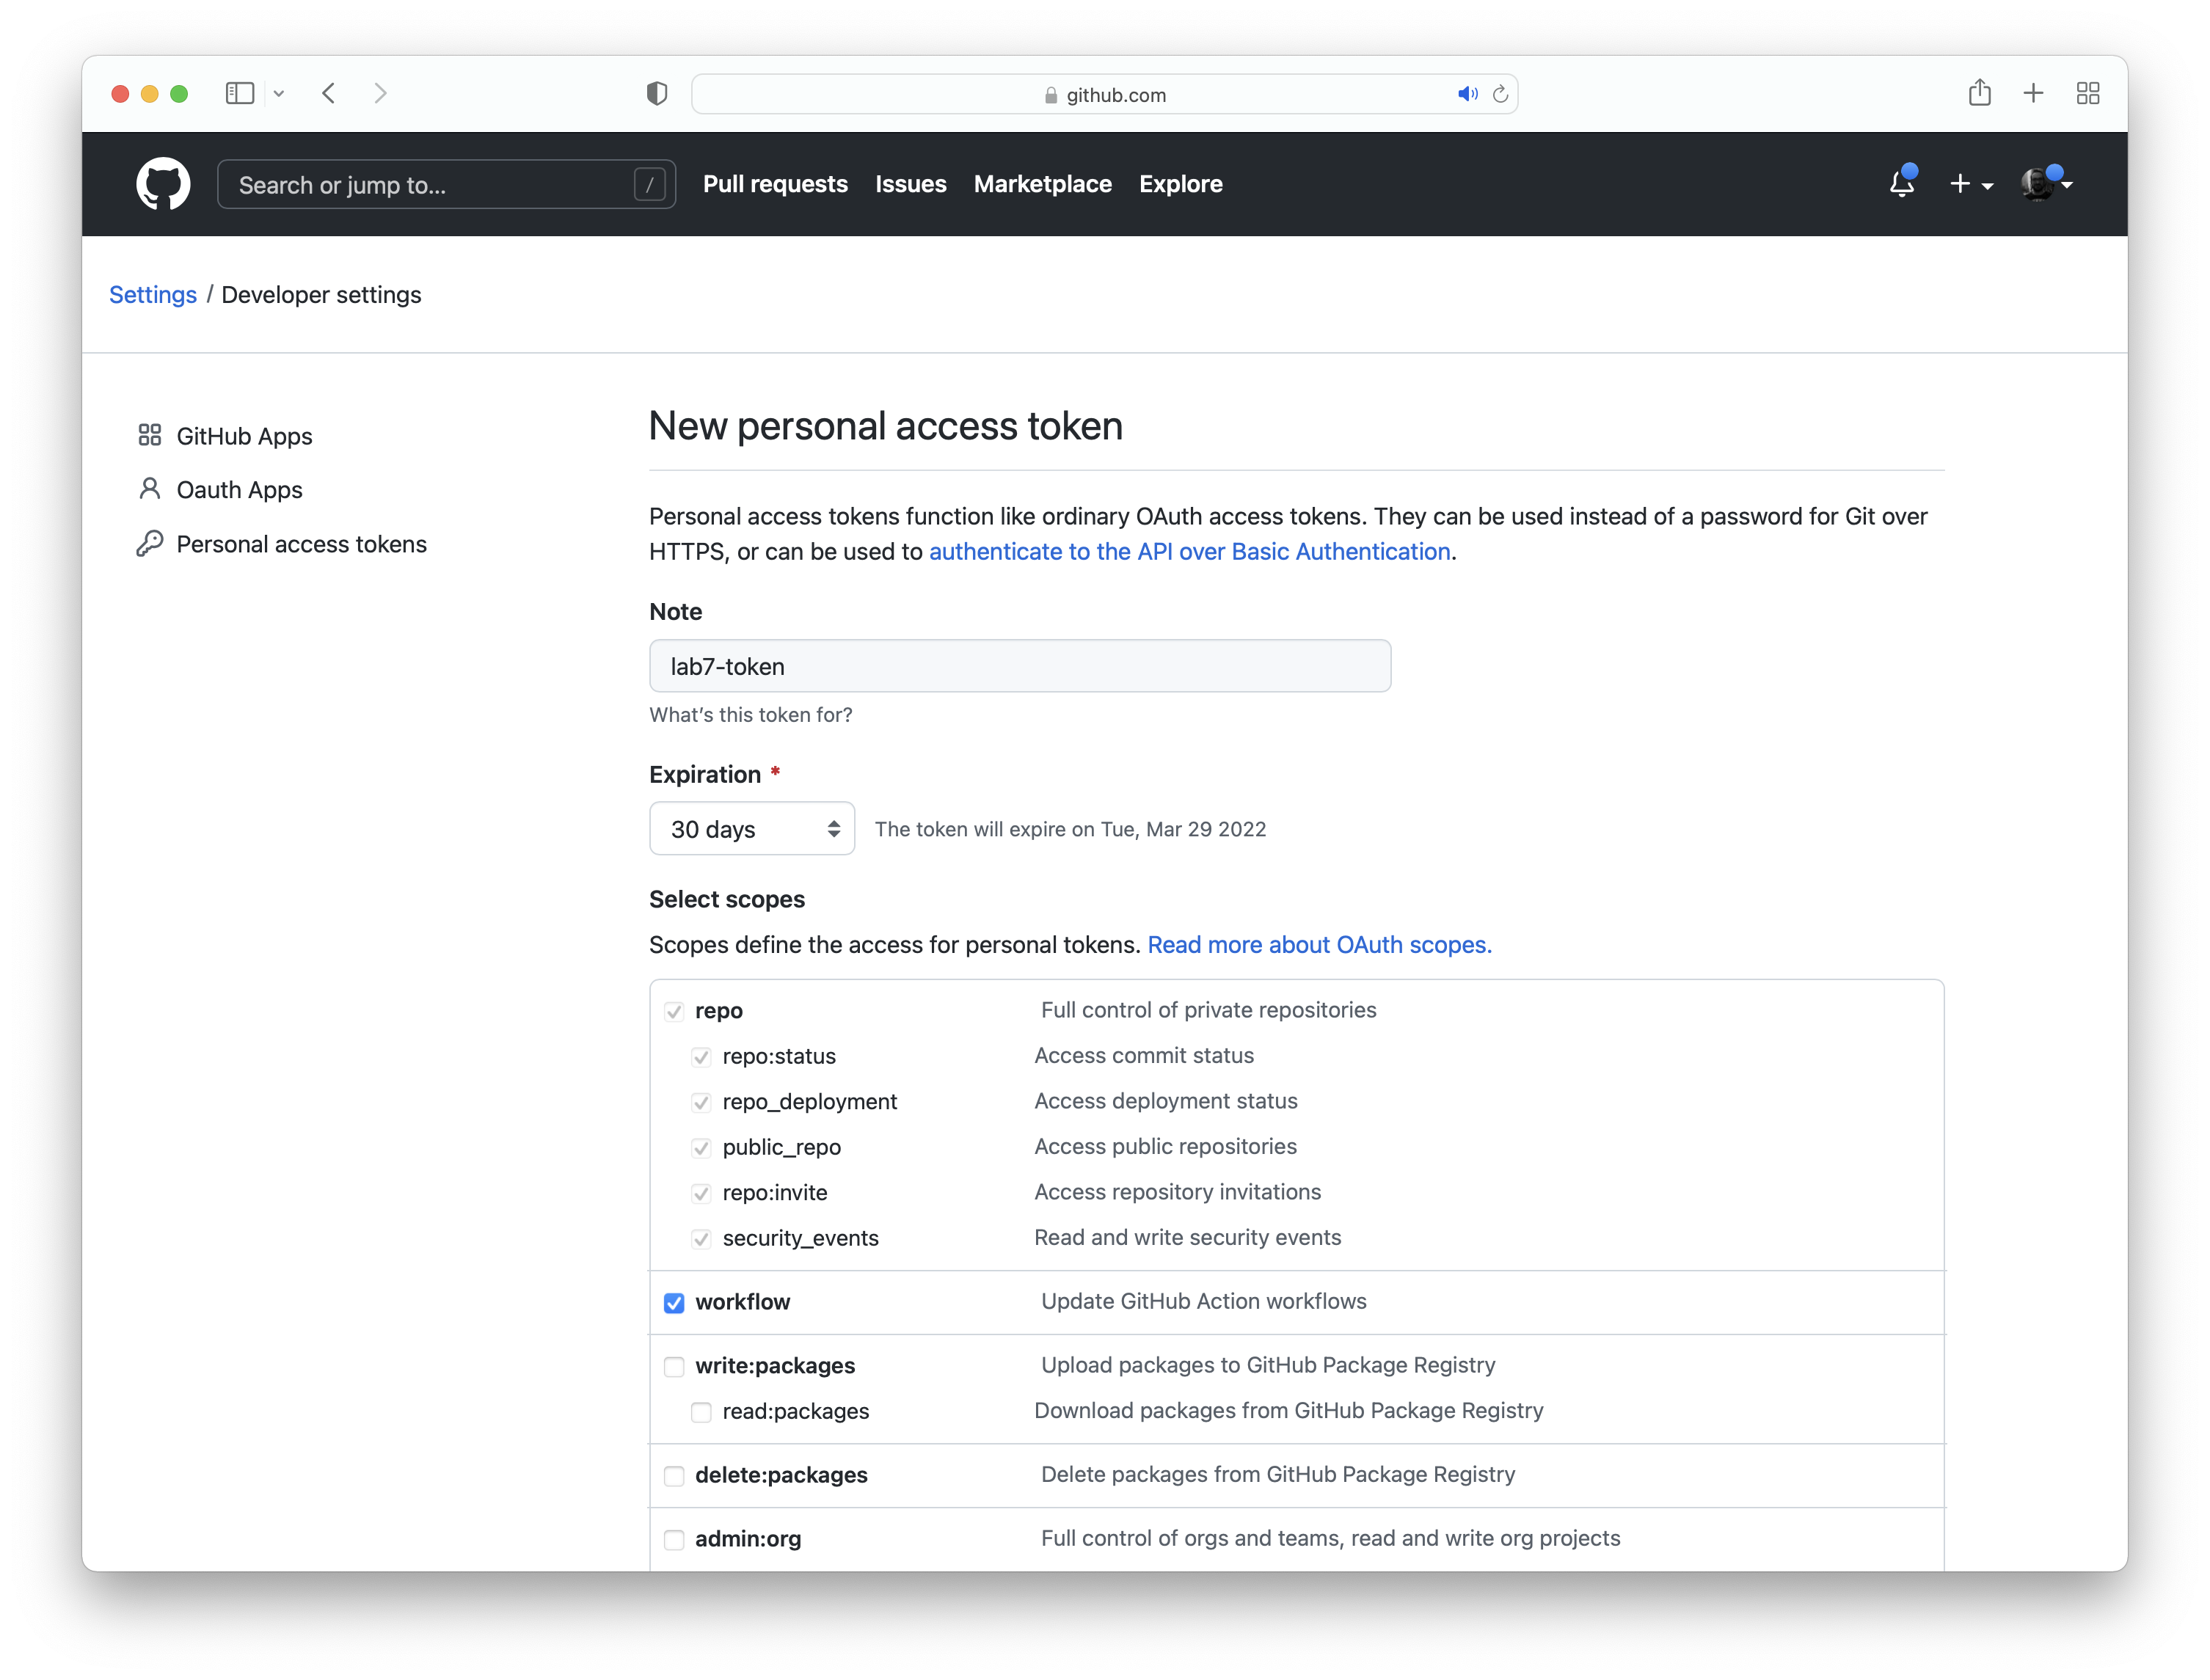 github.com
Search or jump to... /
Pull requests Issues Marketplace Explore
Settings / Developer settings
GitHub Apps
Oauth Apps
Personal access tokens
New personal access token
Personal access tokens function like ordinary OAuth access tokens. They can be used instead of a password for Git over
HTTPS, or can be used to authenticate to the API over Basic Authentication.
Note
lab7-token
What's this token for?
Expiration *
30 days The token will expire on Tue, Mar 29 2022
Select scopes
Scopes define the access for personal tokens. Read more about OAuth scopes.
repo Full control of private repositories
repo:status Access commit status
repo_deployment Access deployment status
public_repo Access public repositories
repo:invite Access repository invitations
security_events Read and write security events
workflow Update GitHub Action workflows
write:packages Upload packages to GitHub Package Registry
read:packages Download packages from GitHub Package Registry
delete:packages Delete packages from GitHub Package Registry
admin:org Full control of orgs and teams, read and write org projects